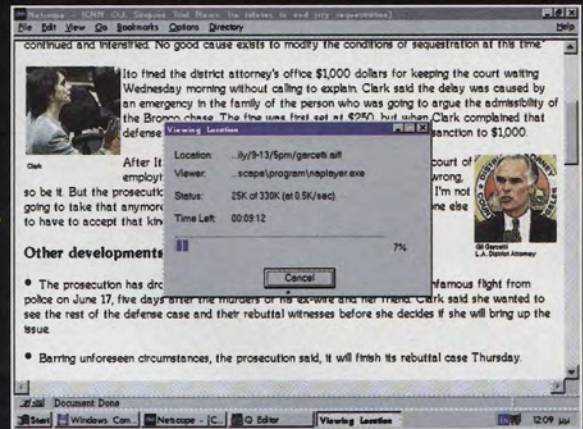 Netscape - [CNN O.J. Simpson Trial News: Ito refuses to end jury sequestration]
File Edit View Go Bookmarks Options Directory Help
continued and intensified. No good cause exists to modify the conditions of sequestration at this time."
Ito fined the district attorney's office $1,000 dollars for keeping the court waiting
Wednesday morning without calling to explain. Clark said the delay was caused by
an emergency in the family of the person who was going to argue the admissibility of
the Bronco chase. The fine was first set at $250, but when Clark complained that
defense sanction to $1,000.
Clark
After It court of
employ wrong,
so be it. But the prosecutio I'm not
going to take that anymore one else
to have to accept that kin
Gil Garcetti
L.A. District Attorney
Other developments
• The prosecution has dro famous flight from
police on June 17, five days after the murders of his ex-wife and her friend. Clark said she wanted to
see the rest of the defense case and their rebuttal witnesses before she decides if she will bring up the
issue.
• Barring unforeseen circumstances, the prosecution said, it will finish its rebuttal case Thursday.
Viewing Location
Location: ..ily/9-13/5pm/garcetti.aiff
Viewer: ..scape\program\naplayer.exe
Status: 25K of 330K (at 0.5K/sec)
Time Left: 00:09:12
7%
Cancel
Document: Done
Start Windows Com... Netscape - [C... Q Editor Viewing Location 12:09